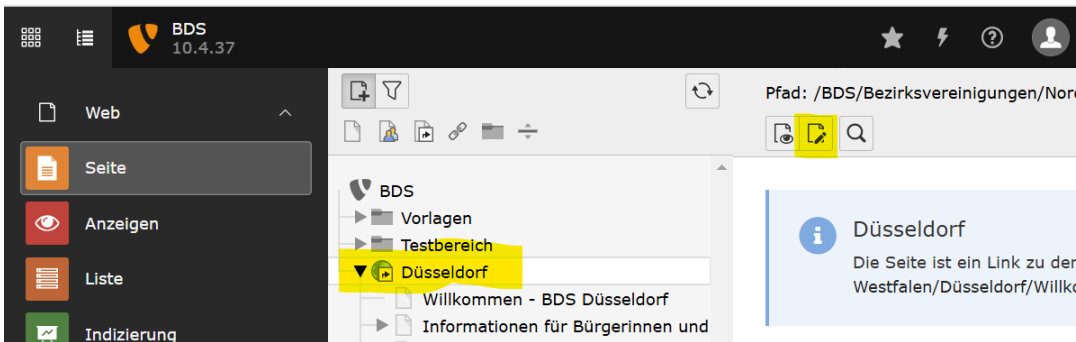 BDS
10.4.37
Web
Seite
Anzeigen
Liste
Indizierung
BDS
Vorlagen
Testbereich
Düsseldorf
Willkommen - BDS Düsseldorf
Informationen für Bürgerinnen und
Pfad: /BDS/Bezirksvereinigungen/Nor
Düsseldorf
Die Seite ist ein Link zu der
Westfalen/Düsseldorf/Willk